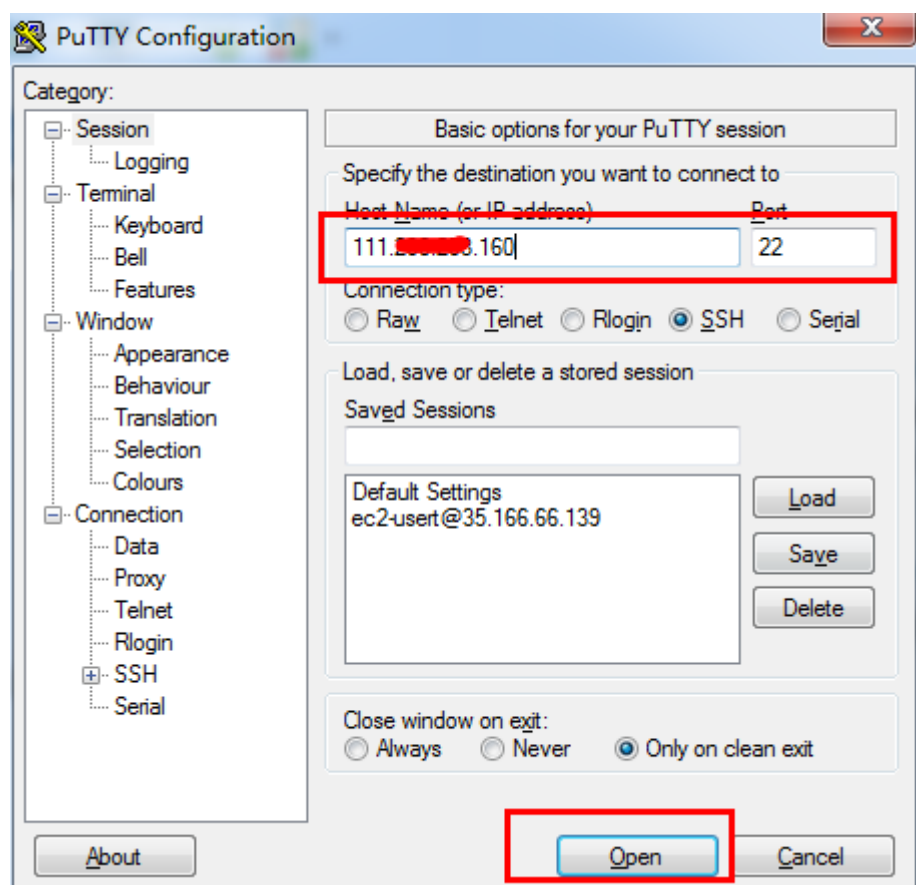 PuTTY Configuration
Category:
Session
Logging
Terminal
Keyboard
Bell
Features
Window
Appearance
Behaviour
Translation
Selection
Colours
Connection
Data
Proxy
Telnet
Rlogin
SSH
Serial
Basic options for your PuTTY session
Specify the destination you want to connect to
Host Name (or IP address) Port
111. .160 22
Connection type:
Raw Telnet Rlogin SSH Serial
Load, save or delete a stored session
Saved Sessions
Default Settings
ec2-usert@35.166.66.139
Load
Save
Delete
Close window on exit:
Always Never Only on clean exit
About Open Cancel